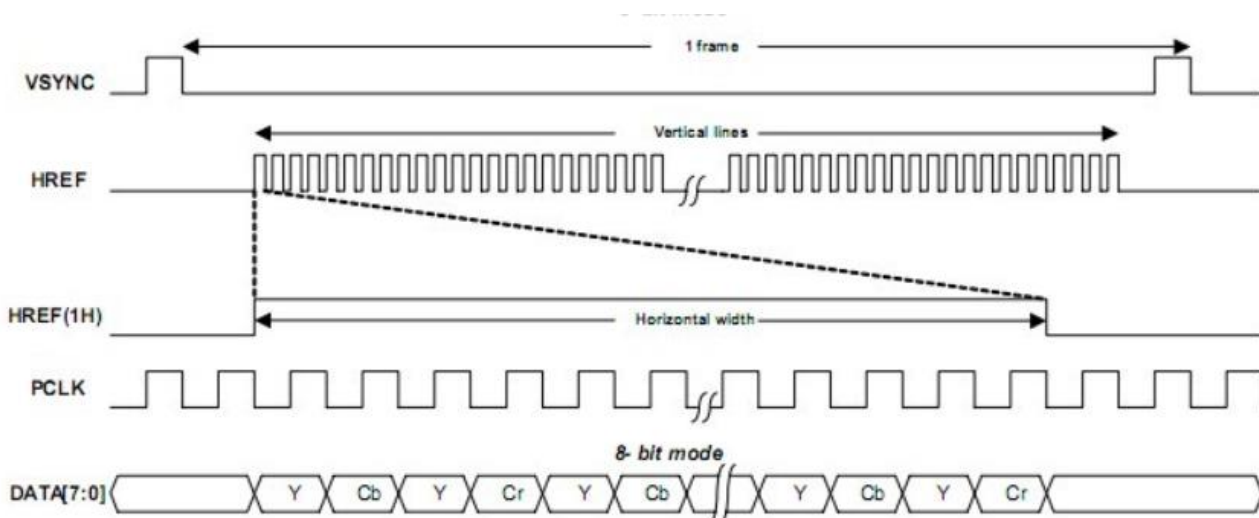 1 frame
VSYNC
Vertical lines
HREF
HREF(1H)
Horizontal width
PCLK
8- bit mode
DATA[7:0] Y Cb Y Cr Y Cb Y Cb Y Cr